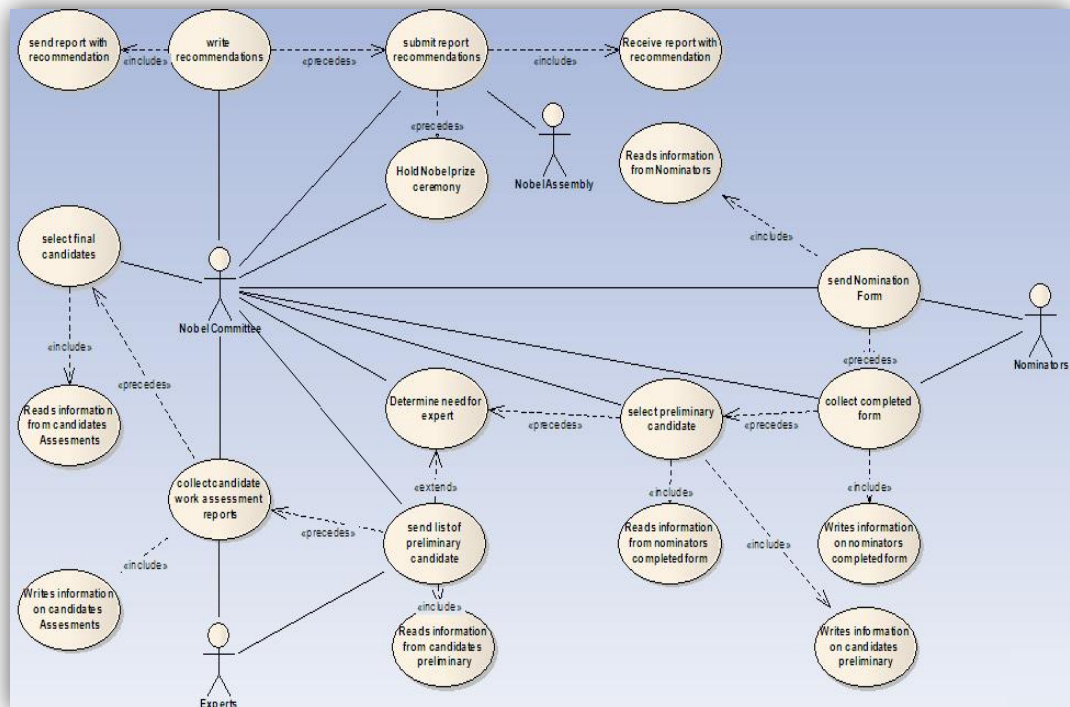 send report with
recommendation
write
recommendations
submit report
recommendations
Receive report with
recommendation
«include»
«precedes»
«include»
«precedes»
Hold Nobel prize
ceremony
Nobel Assembly
Reads information
from Nominators
«include»
select final
candidates
Nobel Committee
send Nomination
Form
Nominators
«include»
«precedes»
«precedes»
Reads information
from candidates
Assesments
Determine need for
expert
«precedes»
select preliminary
candidate
«precedes»
collect completed
form
collect candidate
work assessment
reports
«extend»
«include»
«include»
«precedes»
send list of
preliminary
candidate
Reads information
from nominators
completed form
«include»
Writes information
on nominators
completed form
«include»
Writes information
on candidates
Assesments
«include»
Reads information
from candidates
preliminary
Writes information
on candidates
preliminary
Experts